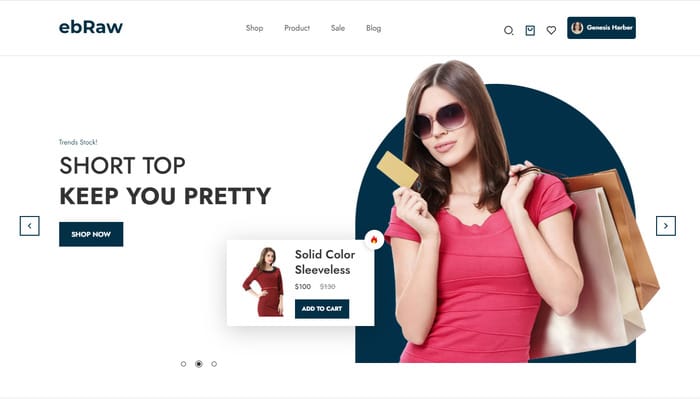 ebRaw
Shop Product Sale Blog
Genesis Harber
Trends Stock!
SHORT TOP
KEEP YOU PRETTY
SHOP NOW
Solid Color
Sleeveless
$100 $130
ADD TO CART